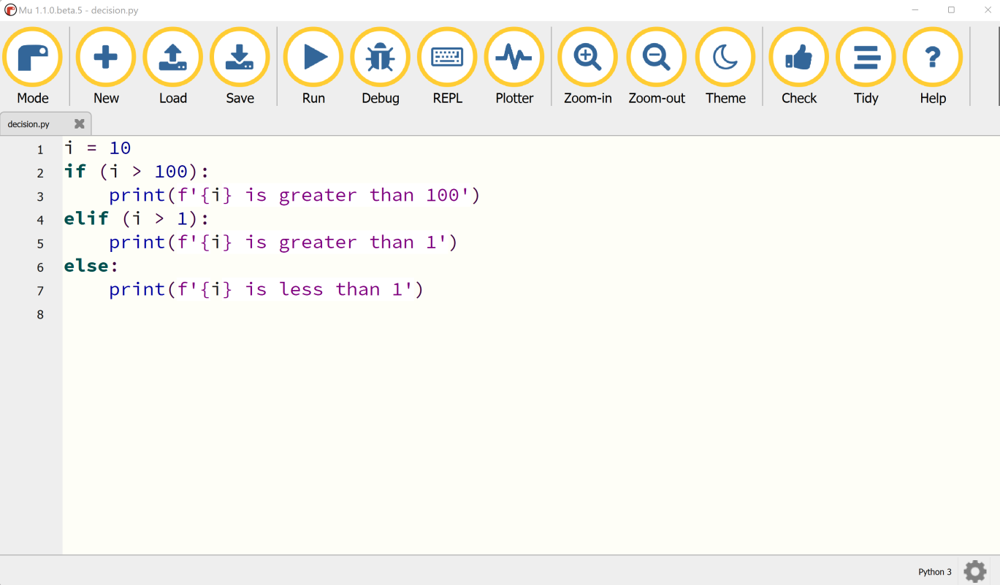 Mu 1.1.0.beta.5 - decision.py
Mode New Load Save Run Debug REPL Plotter Zoom-in Zoom-out Theme Check Tidy Help
decision.py
1 i = 10
2 if (i > 100):
3     print(f'{i} is greater than 100')
4 elif (i > 1):
5     print(f'{i} is greater than 1')
6 else:
7     print(f'{i} is less than 1')
8
Python 3